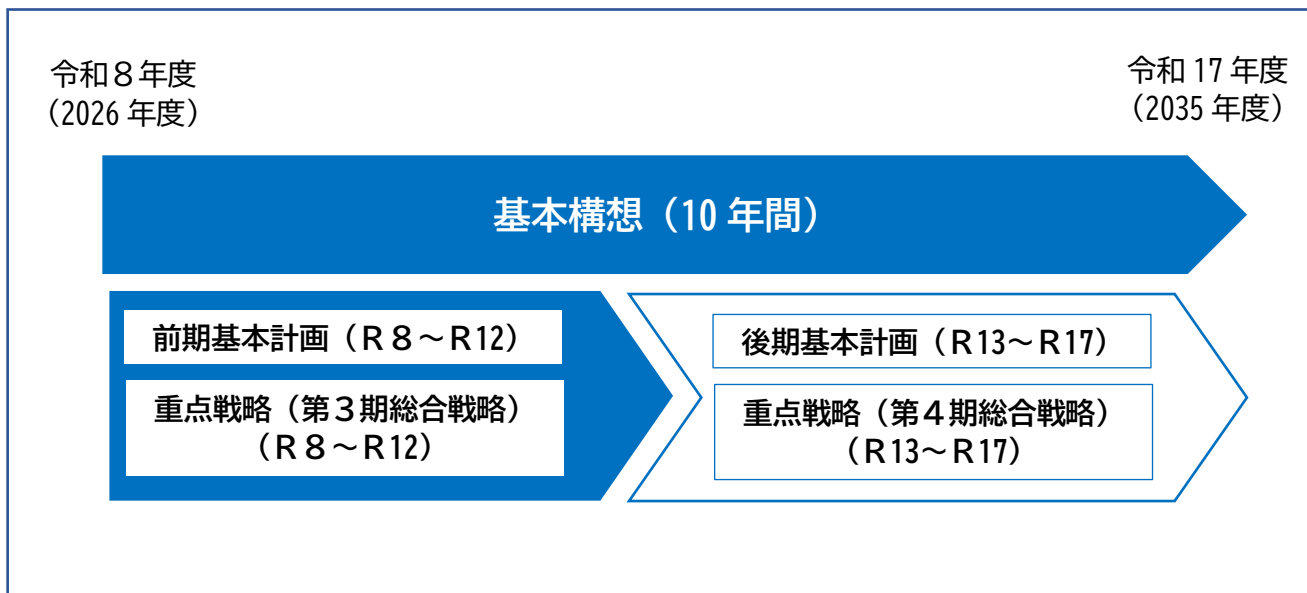 令和８年度
（2026 年度）
令和 17 年度
（2035 年度）
基本構想（10 年間）
前期基本計画（Ｒ８～Ｒ12）
重点戦略（第３期総合戦略）
（Ｒ８～Ｒ12）
後期基本計画（Ｒ13～Ｒ17）
重点戦略（第４期総合戦略）
（Ｒ13～Ｒ17）